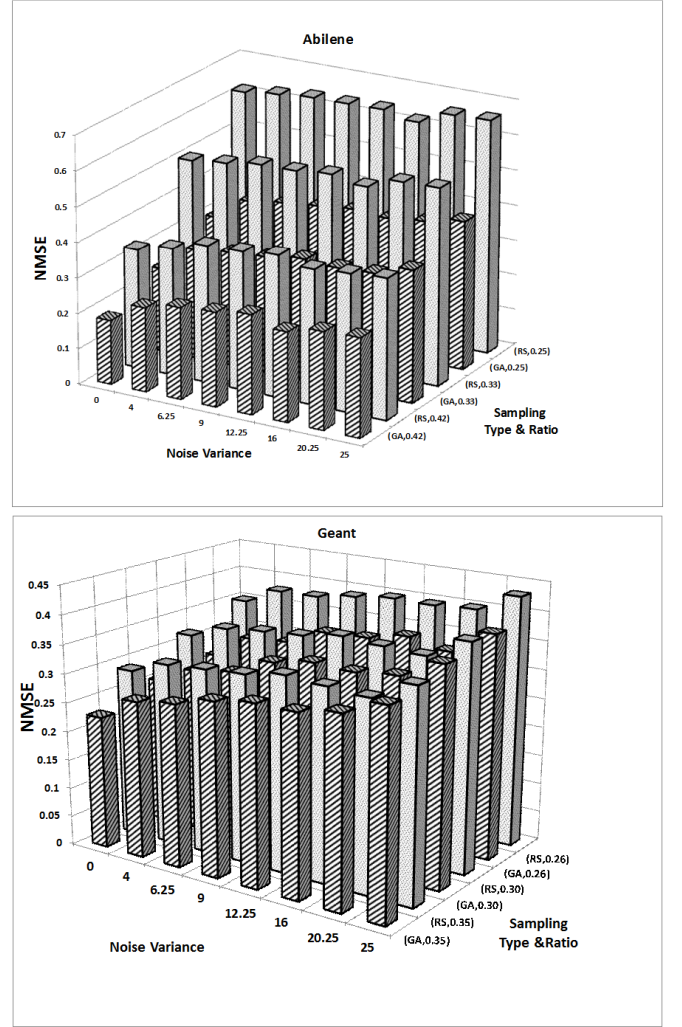 Abilene
0.7
0.6
0.5
0.4
0.3
0.2
0.1
0
NMSE
0
4
6.25
9
12.25
16
20.25
25
Noise Variance
(RS,0.25)
(GA,0.25)
(RS,0.33)
(GA,0.33)
(RS,0.42)
(GA,0.42)
Sampling
Type & Ratio
Geant
0.45
0.4
0.35
0.3
0.25
0.2
0.15
0.1
0.05
0
NMSE
0
4
6.25
9
12.25
16
20.25
25
Noise Variance
(RS,0.26)
(GA,0.26)
(RS,0.30)
(GA,0.30)
(RS,0.35)
(GA,0.35)
Sampling
Type &Ratio